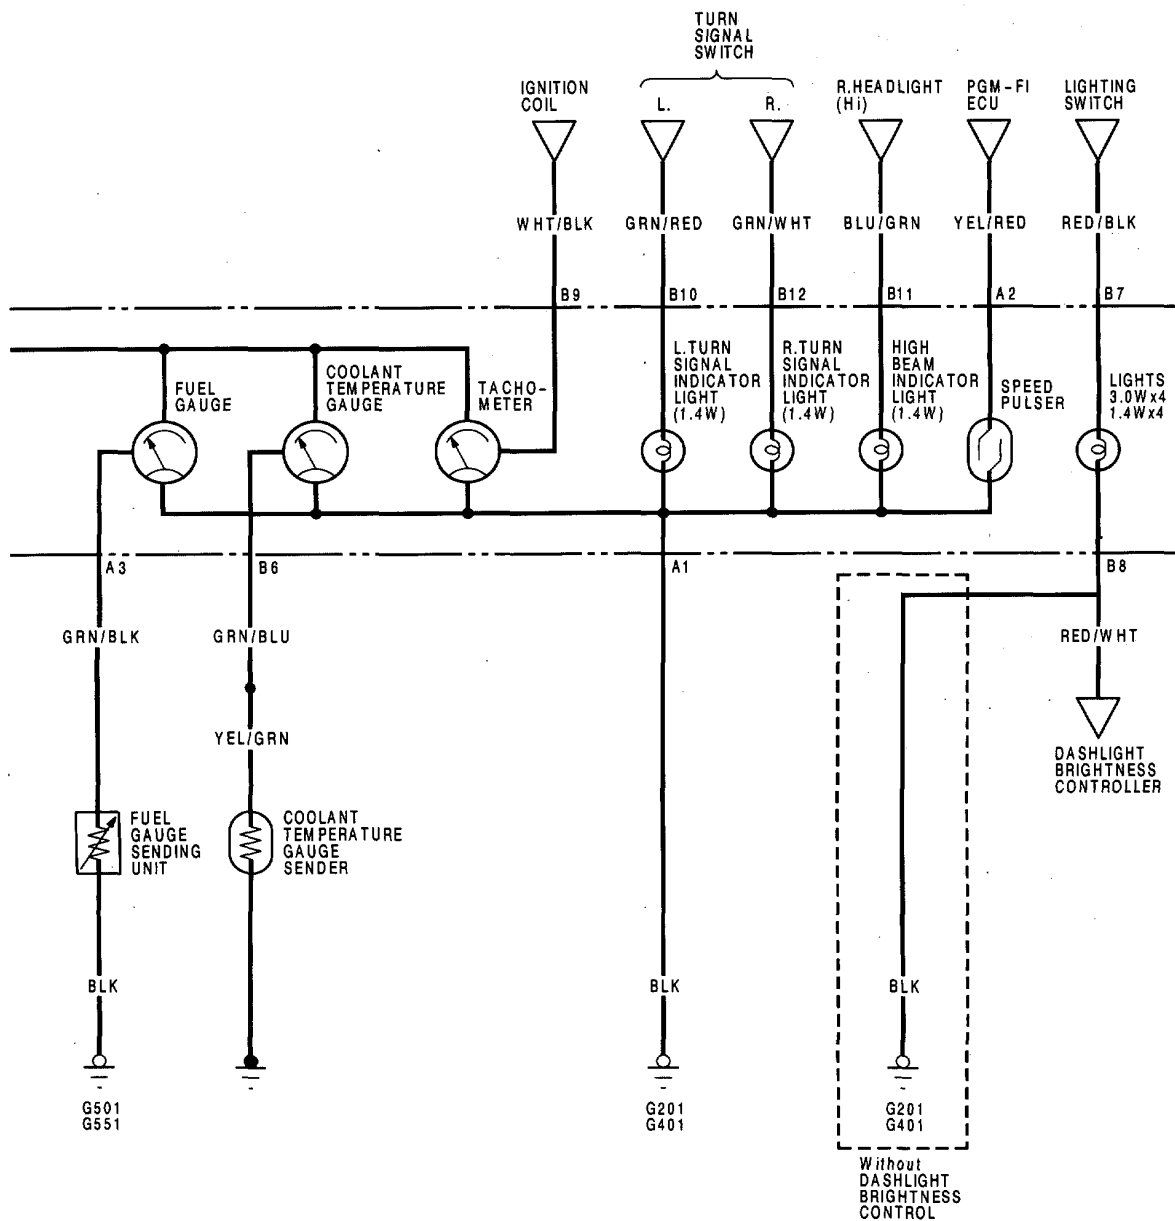 TURN
SIGNAL
SWITCH
IGNITION
COIL
L.
R.
R.HEADLIGHT
(Hi)
PGM-FI
ECU
LIGHTING
SWITCH
WHT/BLK
GRN/RED
GRN/WHT
BLU/GRN
YEL/RED
RED/BLK
B9
B10
B12
B11
A2
B7
FUEL
GAUGE
COOLANT
TEMPERATURE
GAUGE
TACHO-
METER
L.TURN
SIGNAL
INDICATOR
LIGHT
(1.4W)
R.TURN
SIGNAL
INDICATOR
LIGHT
(1.4W)
HIGH
BEAM
INDICATOR
LIGHT
(1.4W)
SPEED
PULSER
LIGHTS
3.0Wx4
1.4Wx4
A3
B6
A1
B8
GRN/BLK
GRN/BLU
RED/WHT
YEL/GRN
DASHLIGHT
BRIGHTNESS
CONTROLLER
FUEL
GAUGE
SENDING
UNIT
COOLANT
TEMPERATURE
GAUGE
SENDER
BLK
BLK
BLK
G501
G551
G201
G401
G201
G401
Without
DASHLIGHT
BRIGHTNESS
CONTROL